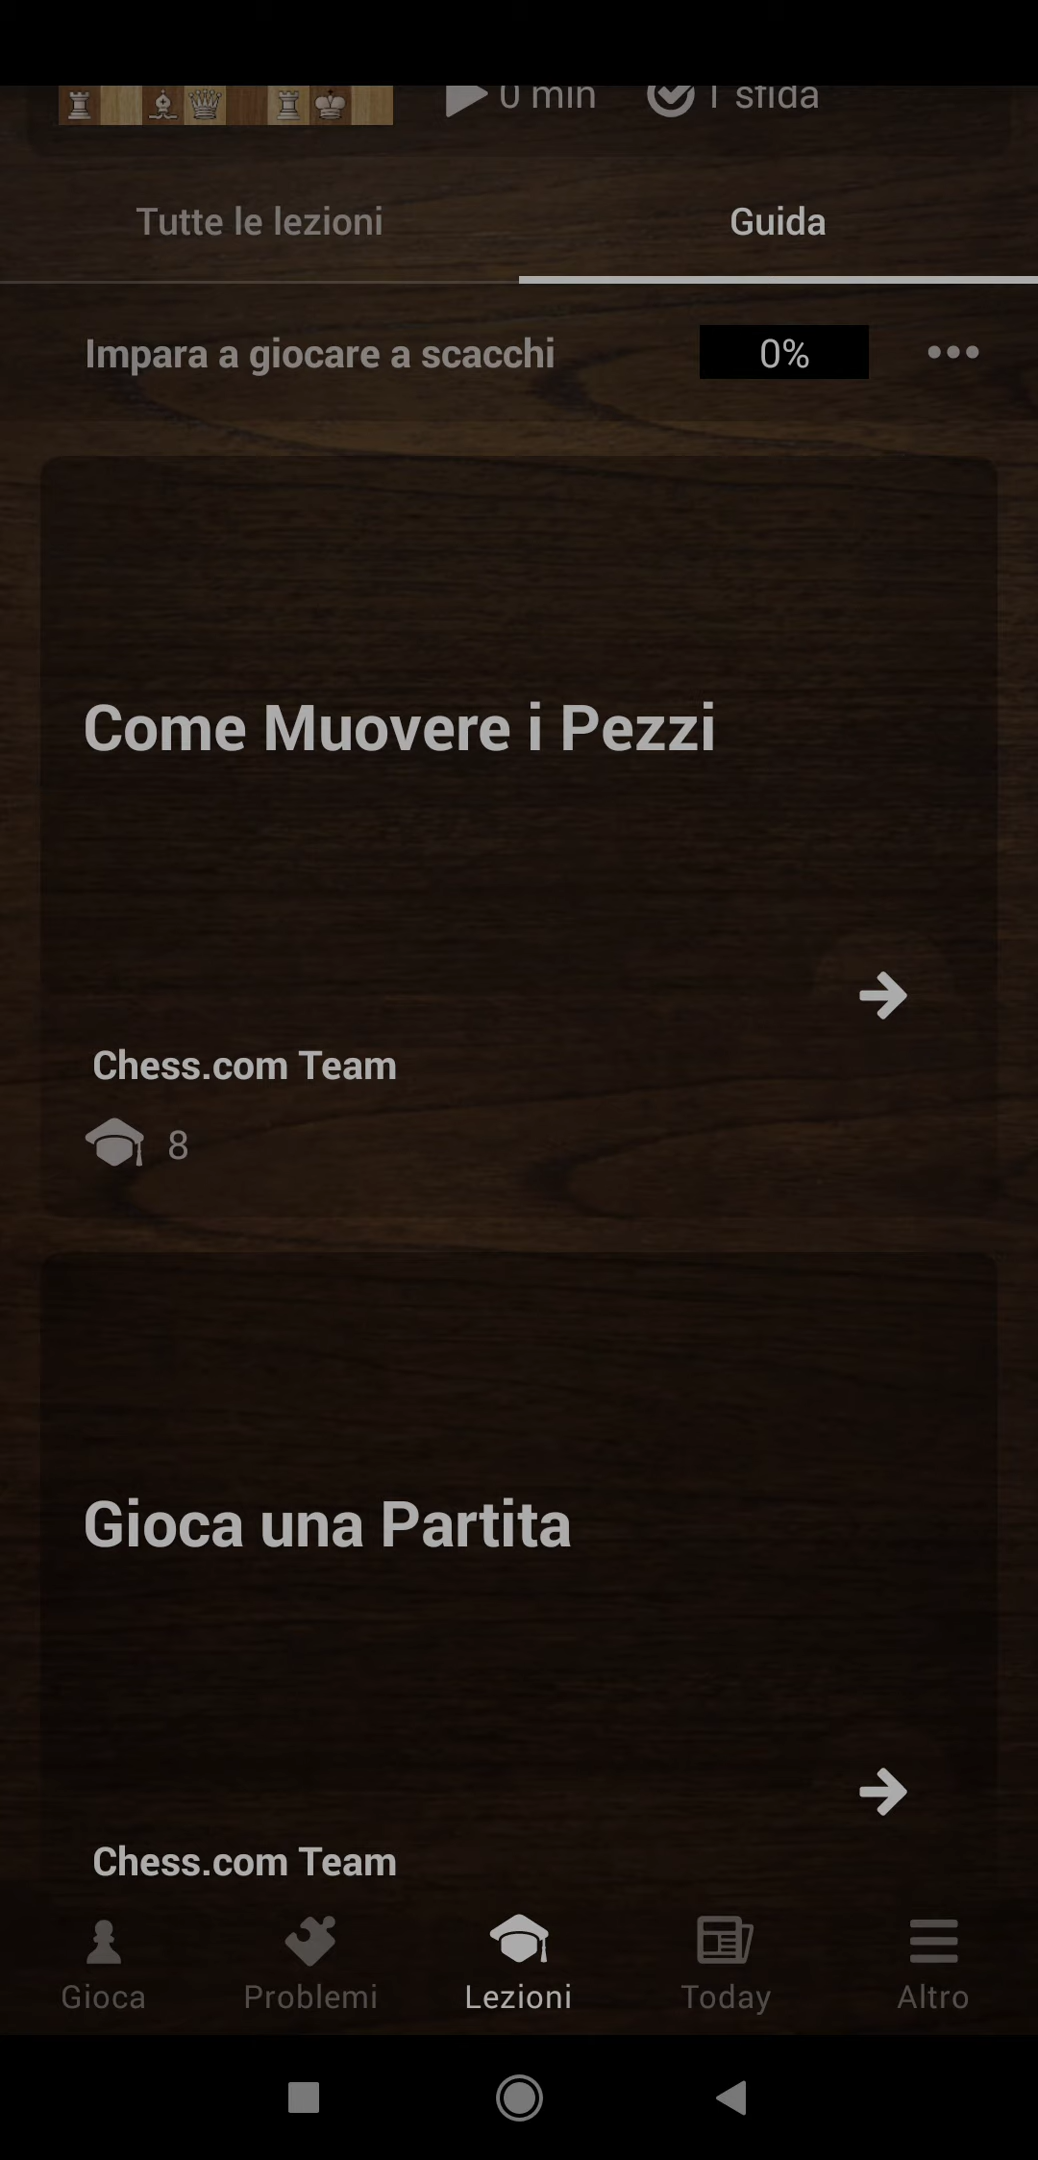 0 min 1 sfida
Tutte le lezioni Guida
Impara a giocare a scacchi 0%
Come Muovere i Pezzi
Chess.com Team
8
Gioca una Partita
Chess.com Team
Gioca Problemi Lezioni Today Altro